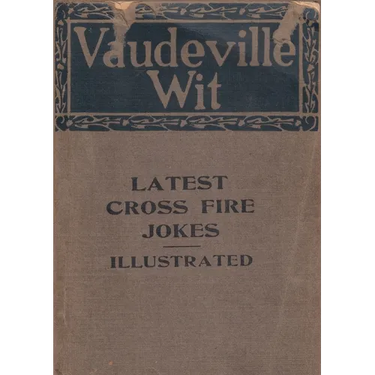 Vaudeville
Wit
LATEST
CROSS FIRE
JOKES
ILLUSTRATED